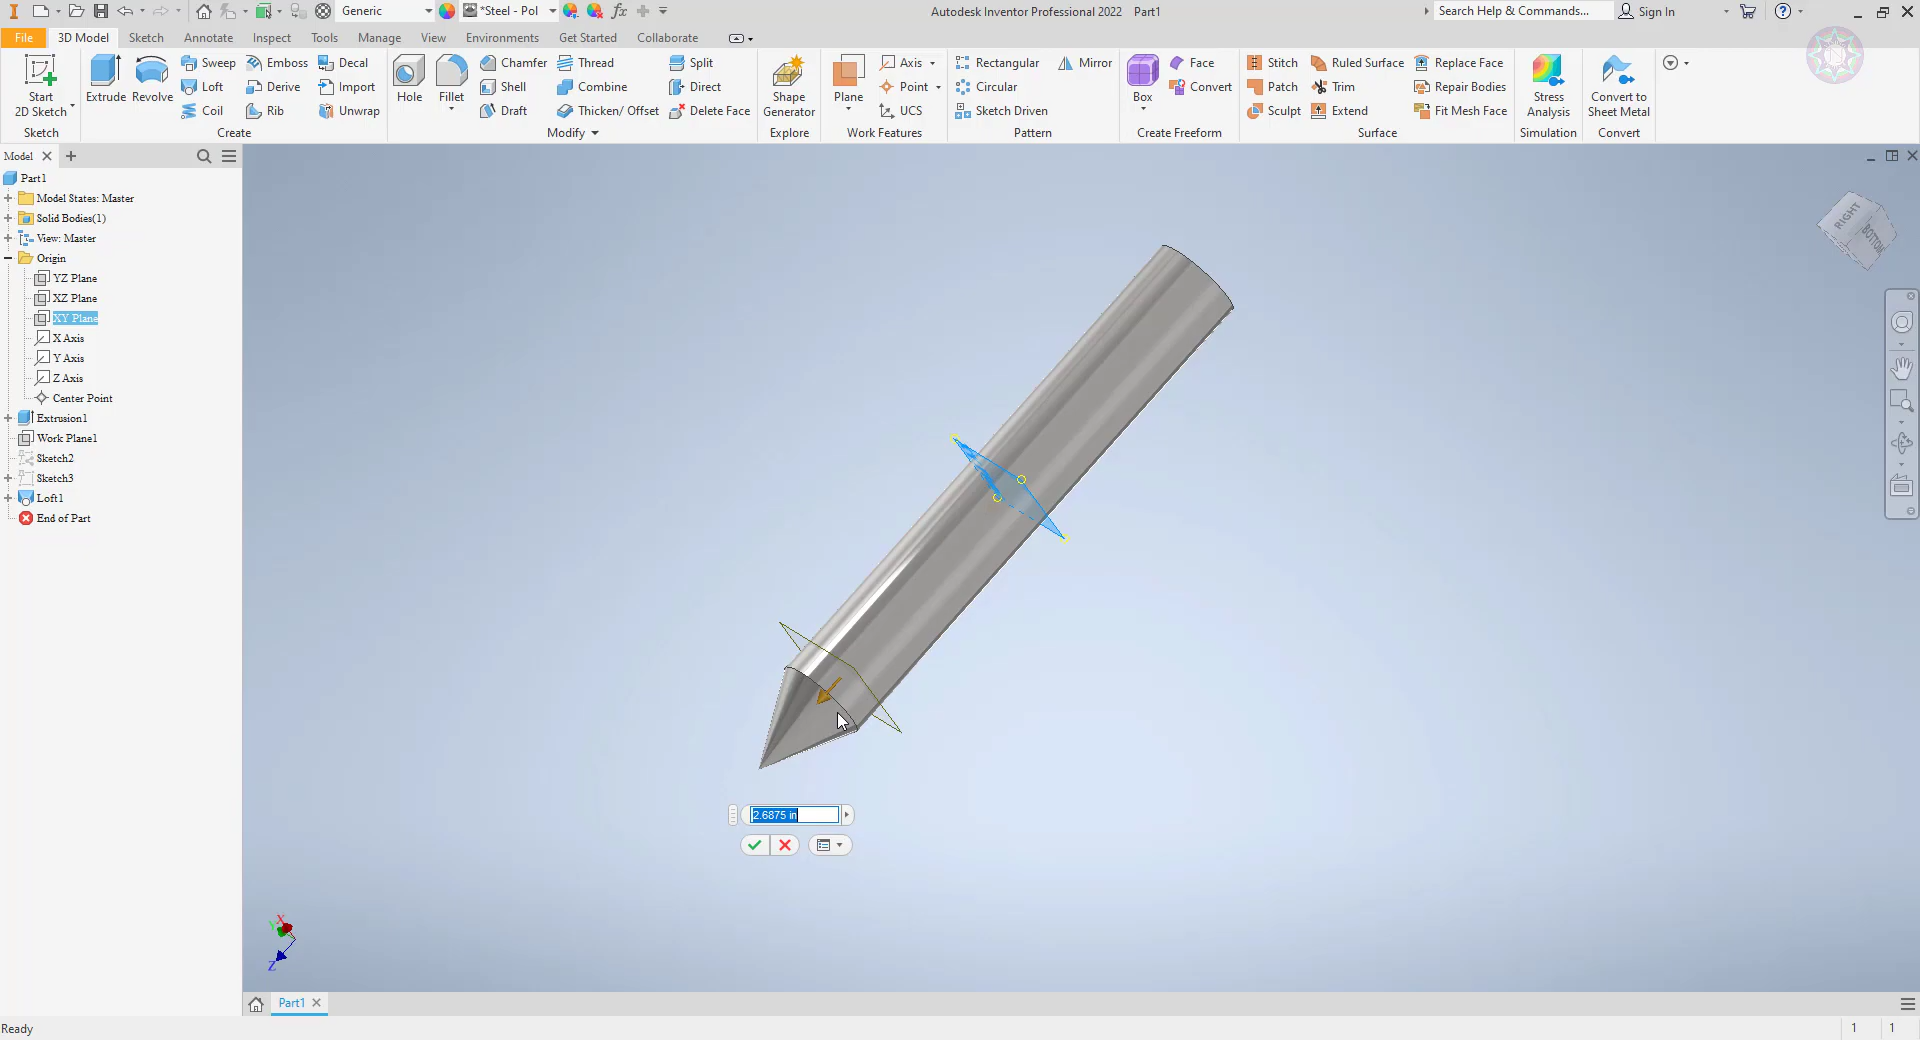 Generic
*Steel - Pol
Autodesk Inventor Professional 2022 Part1
Search Help & Commands...
Sign In
File
3D Model
Sketch
Annotate
Inspect
Tools
Manage
View
Environments
Get Started
Collaborate
Start
2D Sketch
Sketch
Extrude
Revolve
Sweep
Emboss
Decal
Loft
Derive
Import
Coil
Rib
Unwrap
Create
Hole
Fillet
Chamfer
Thread
Split
Shell
Combine
Direct
Draft
Thicken/ Offset
Delete Face
Modify
Shape
Generator
Explore
Plane
Axis
Point
UCS
Work Features
Rectangular
Mirror
Circular
Sketch Driven
Pattern
Box
Face
Convert
Create Freeform
Stitch
Ruled Surface
Replace Face
Patch
Trim
Repair Bodies
Sculpt
Extend
Fit Mesh Face
Surface
Stress
Analysis
Simulation
Convert to
Sheet Metal
Convert
Model
Part1
Model States: Master
Solid Bodies(1)
View: Master
Origin
YZ Plane
XZ Plane
XY Plane
X Axis
Y Axis
Z Axis
Center Point
Extrusion1
Work Plane1
Sketch2
Sketch3
Loft1
End of Part
RIGHT
BOTTOM
2.6875 in
X
Y
Z
Part1
Ready
1
1